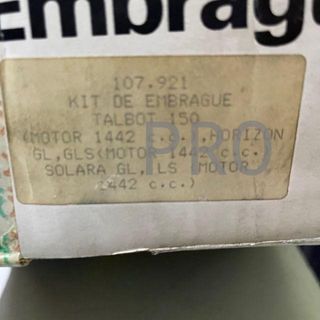 Embragu
107.921
KIT DE EMBRAGUE
TALBOT 150
(MOTOR 1442 HORIZON
GL,GLS(MOTOR 1442 c.c.
SOLARA GL, LS MOTOR
1442 c.c.)
PRO